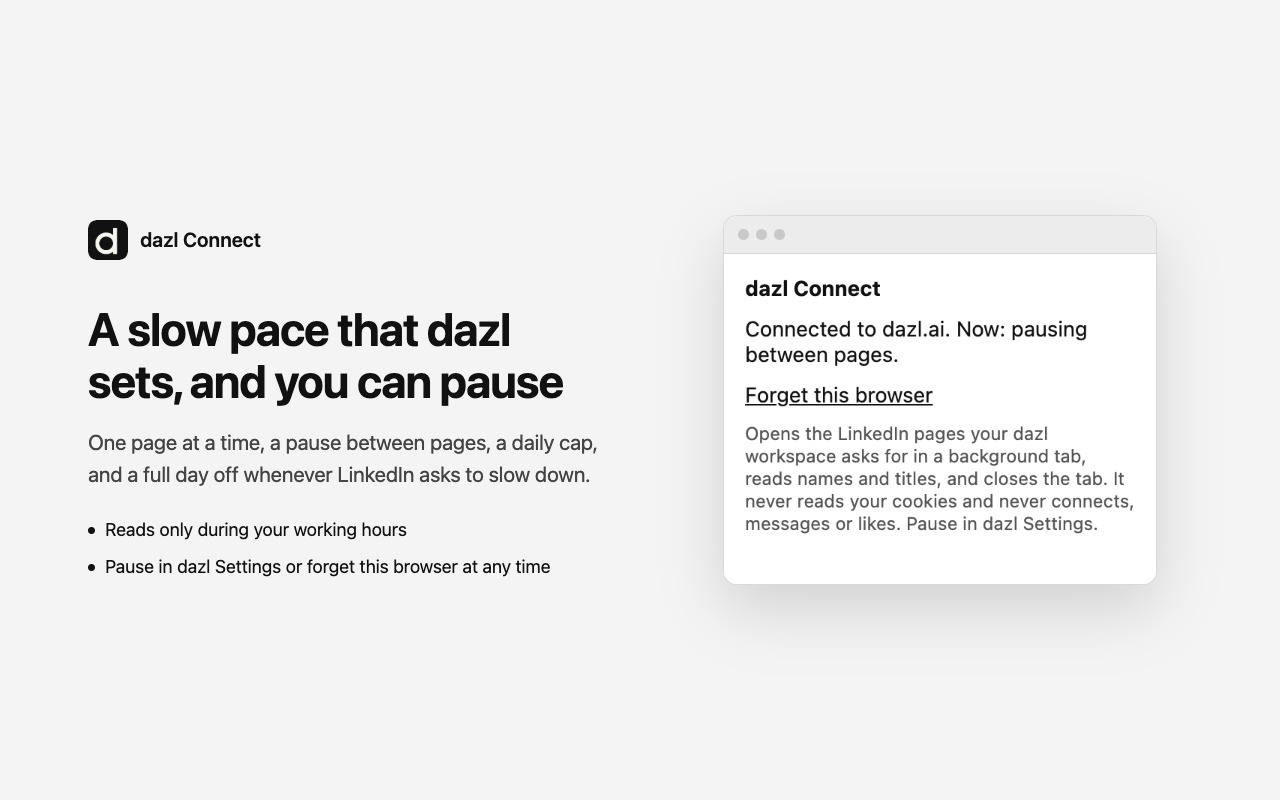 dazl Connect
A slow pace that dazl
sets, and you can pause
One page at a time, a pause between pages, a daily cap,
and a full day off whenever LinkedIn asks to slow down.
Reads only during your working hours
Pause in dazl Settings or forget this browser at any time
dazl Connect
Connected to dazl.ai. Now: pausing
between pages.
Forget this browser
Opens the LinkedIn pages your dazl
workspace asks for in a background tab,
reads names and titles, and closes the tab. It
never reads your cookies and never connects,
messages or likes. Pause in dazl Settings.